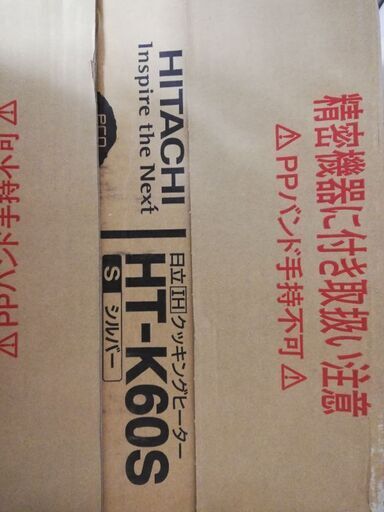 精密機器に付き取扱い注意
⚠PPバンド手持不可⚠
HITACHI
Inspire the Next
日立IHクッキングヒーター
HT-K60S
S シルバー
⚠PPバンド手持不可⚠